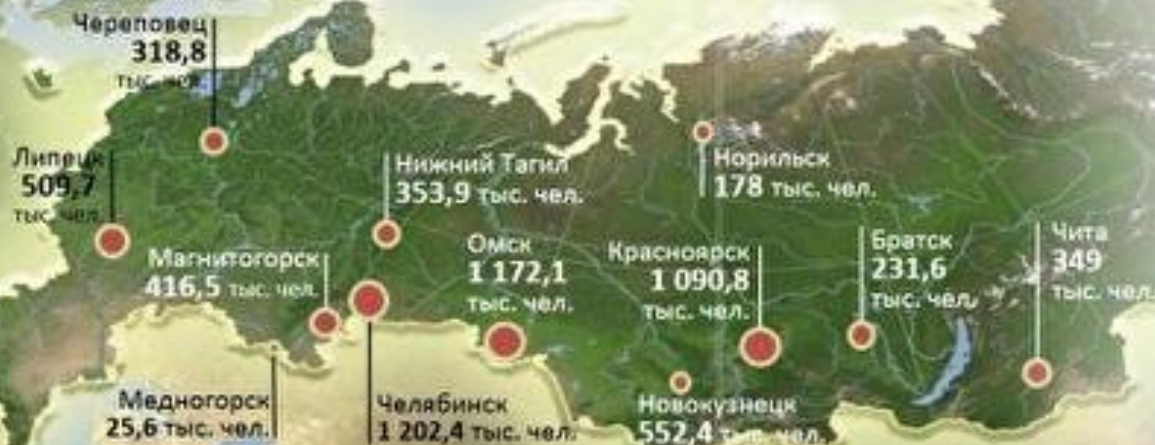 Череповец
318,8
тыс. чел.
Липецк
509,7
тыс. чел.
Нижний Тагил
353,9 тыс. чел.
Норильск
178 тыс. чел.
Магнитогорск
416,5 тыс. чел.
Омск
1 172,1
тыс. чел.
Красноярск
1 090,8
тыс. чел.
Братск
231,6
тыс. чел.
Чита
349
тыс. чел.
Медногорск
25,6 тыс. чел.
Челябинск
1 202,4 тыс. чел.
Новокузнецк
552,4 тыс. чел.